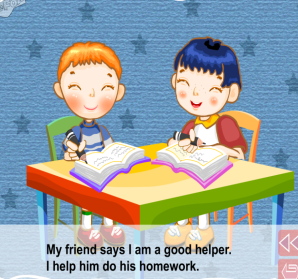 My friend says I am a good helper.
I help him do his homework.